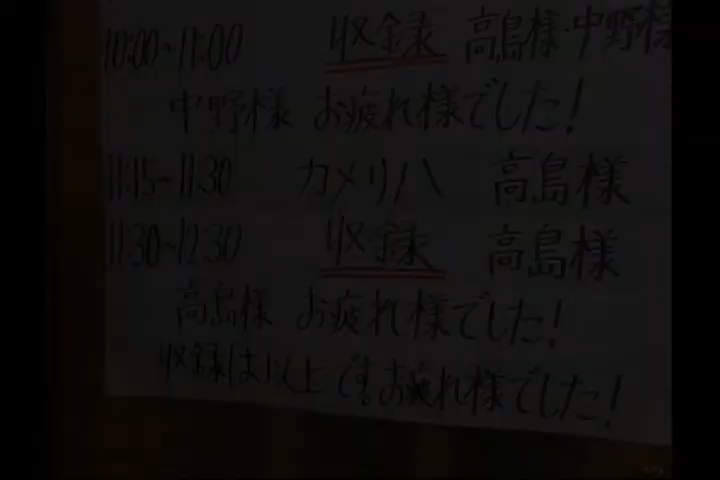 10:00~11:00 収録 高島様・中野様
中野様 お疲れ様でした!
11:15~11:30 カメリハ 高島様
11:30~12:30 収録 高島様
高島様 お疲れ様でした!
収録は以上です。お疲れ様でした!